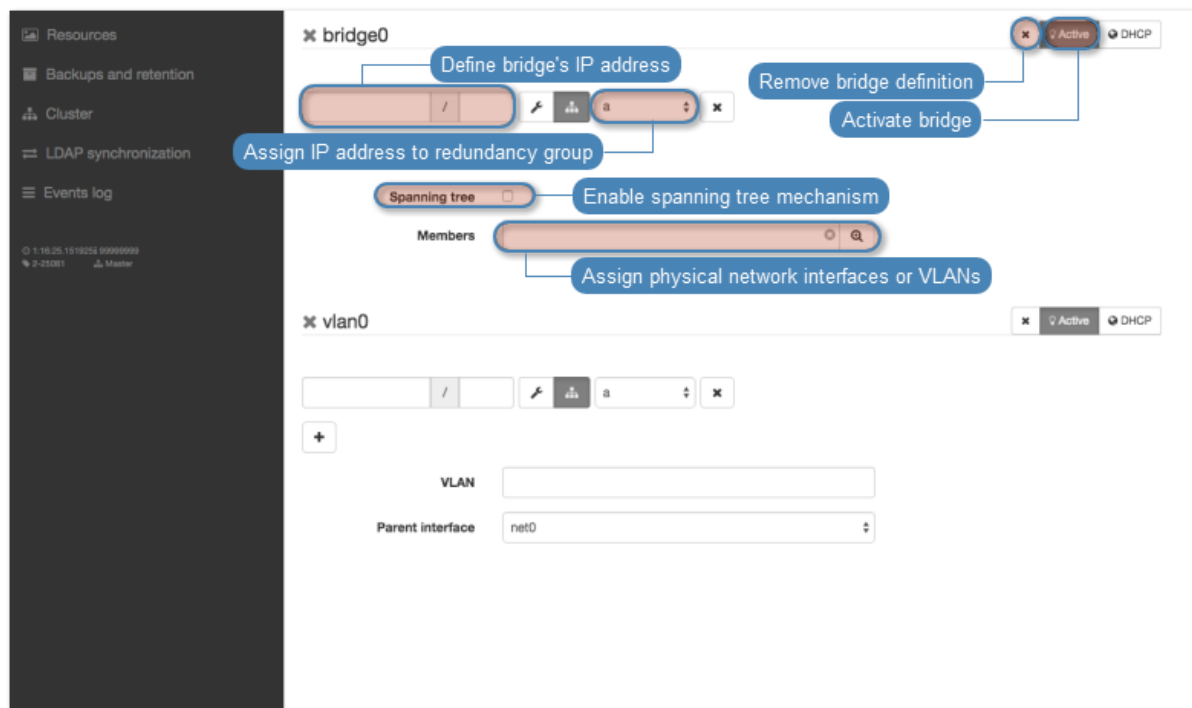 Resources
Backups and retention
Cluster
LDAP synchronization
Events log
2-25081 Master
bridge0
Active DHCP
Define bridge's IP address
Remove bridge definition
/ a
Activate bridge
Assign IP address to redundancy group
Spanning tree
Enable spanning tree mechanism
Members
Assign physical network interfaces or VLANs
vlan0
Active DHCP
/ a
VLAN
Parent interface net0